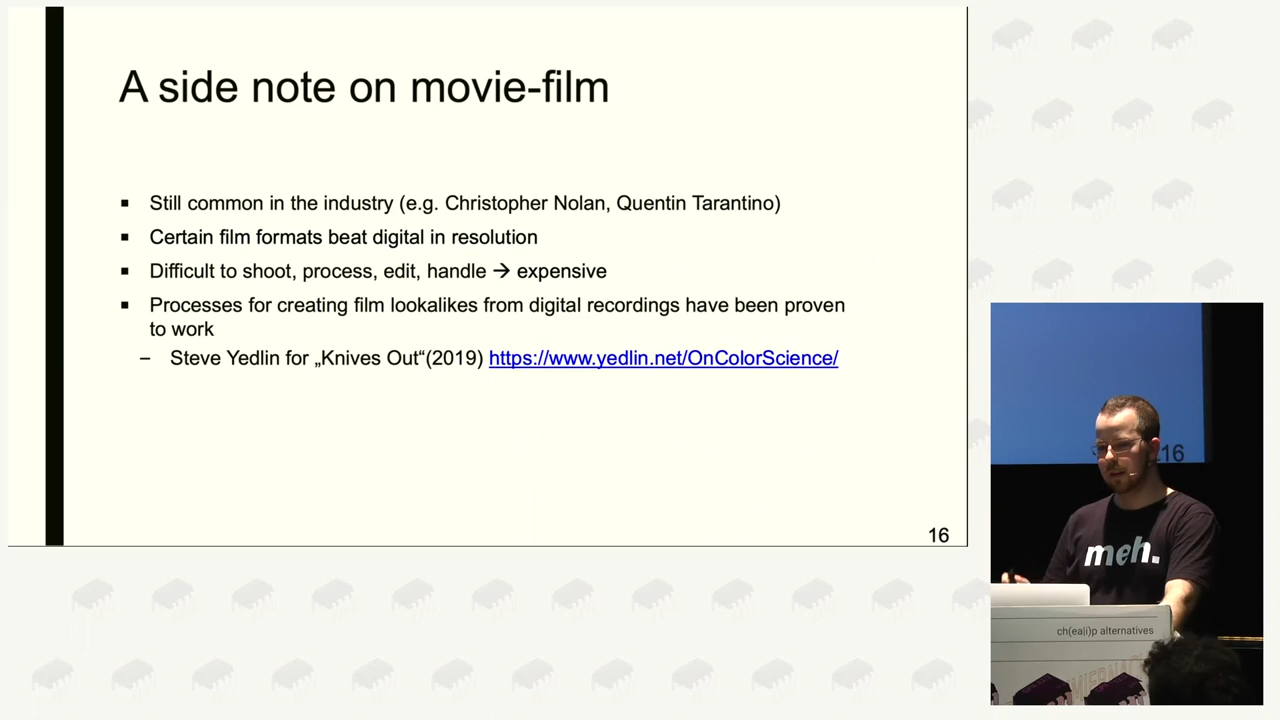 A side note on movie-film
▪ Still common in the industry (e.g. Christopher Nolan, Quentin Tarantino)
▪ Certain film formats beat digital in resolution
▪ Difficult to shoot, process, edit, handle → expensive
▪ Processes for creating film lookalikes from digital recordings have been proven
to work
– Steve Yedlin for „Knives Out“(2019) https://www.yedlin.net/OnColorScience/
16
16
meh.
ch(ea|i)p alternatives